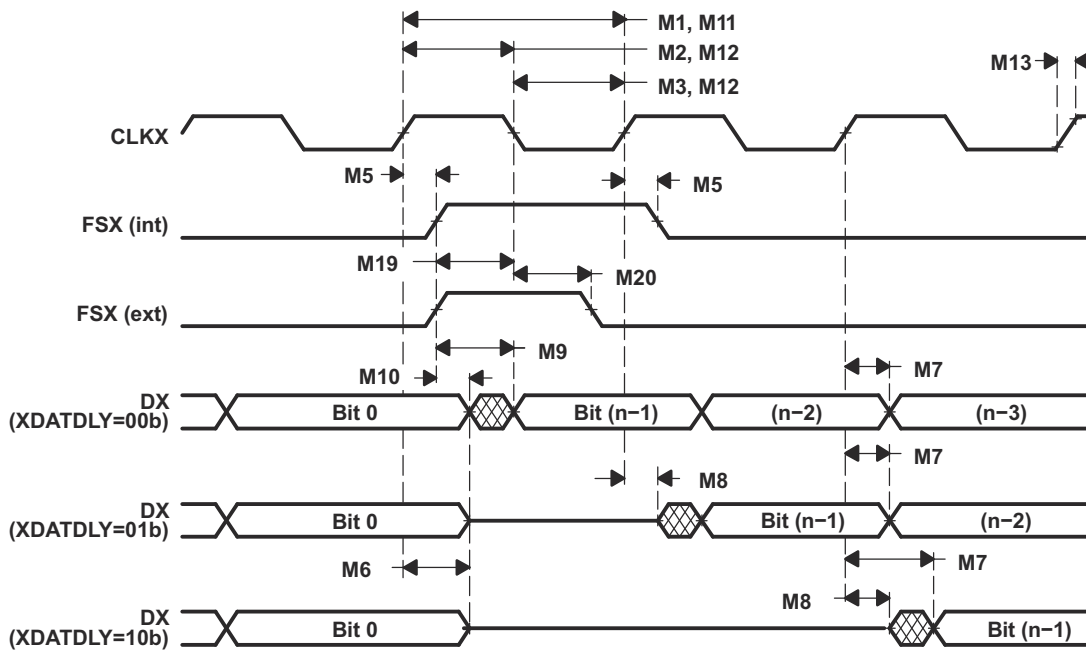 M1, M11
M2, M12
M13
M3, M12
CLKX
M5
M5
FSX (int)
M19
M20
FSX (ext)
M9
M10
M7
DX
(XDATDLY=00b)
Bit 0
Bit (n−1)
(n−2)
(n−3)
M7
M8
DX
(XDATDLY=01b)
Bit 0
Bit (n−1)
(n−2)
M6
M7
M8
DX
(XDATDLY=10b)
Bit 0
Bit (n−1)